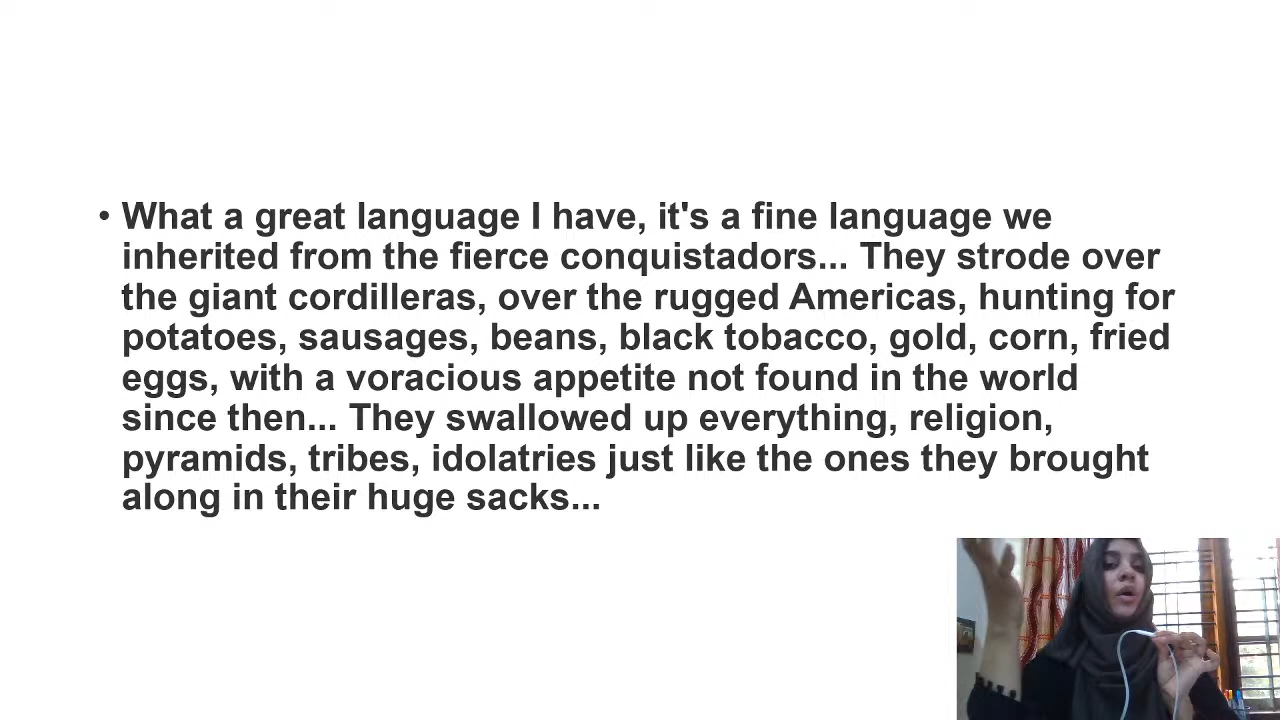 • What a great language I have, it's a fine language we
inherited from the fierce conquistadors... They strode over
the giant cordilleras, over the rugged Americas, hunting for
potatoes, sausages, beans, black tobacco, gold, corn, fried
eggs, with a voracious appetite not found in the world
since then... They swallowed up everything, religion,
pyramids, tribes, idolatries just like the ones they brought
along in their huge sacks...